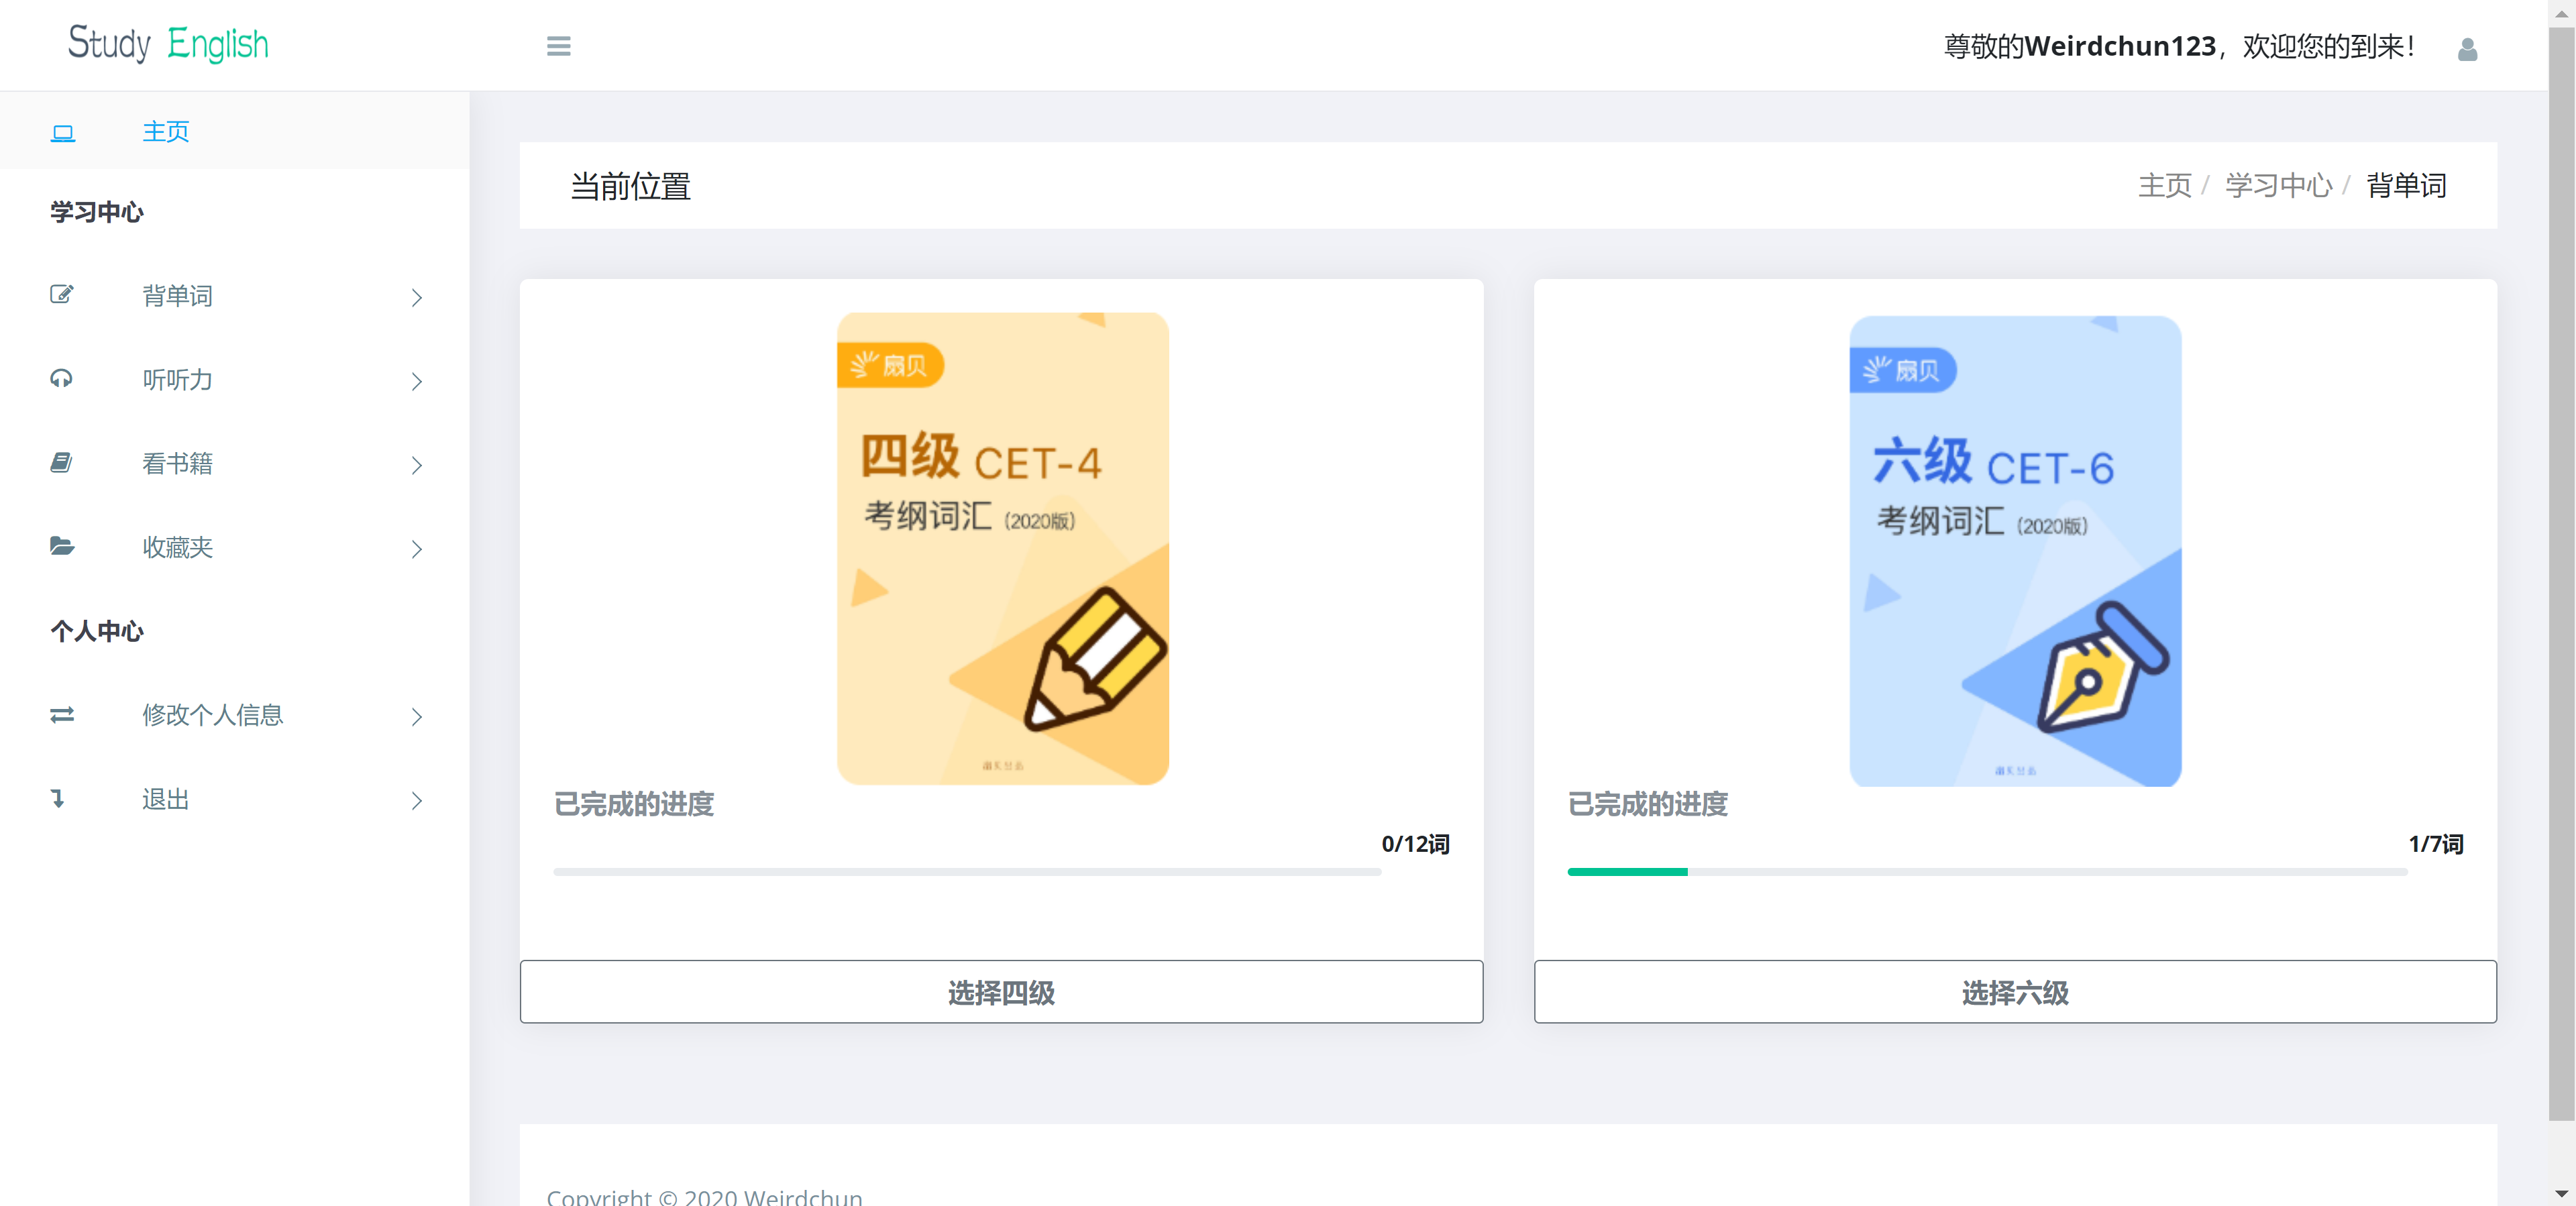 Study English
尊敬的Weirdchun123，欢迎您的到来！
主页
学习中心
背单词
听听力
看书籍
收藏夹
个人中心
修改个人信息
退出
当前位置
主页 / 学习中心 / 背单词
扇贝
四级 CET-4
考纲词汇 (2020版)
已完成的进度
0/12词
选择四级
扇贝
六级 CET-6
考纲词汇 (2020版)
已完成的进度
1/7词
选择六级
Copyright © 2020 Weirdchun